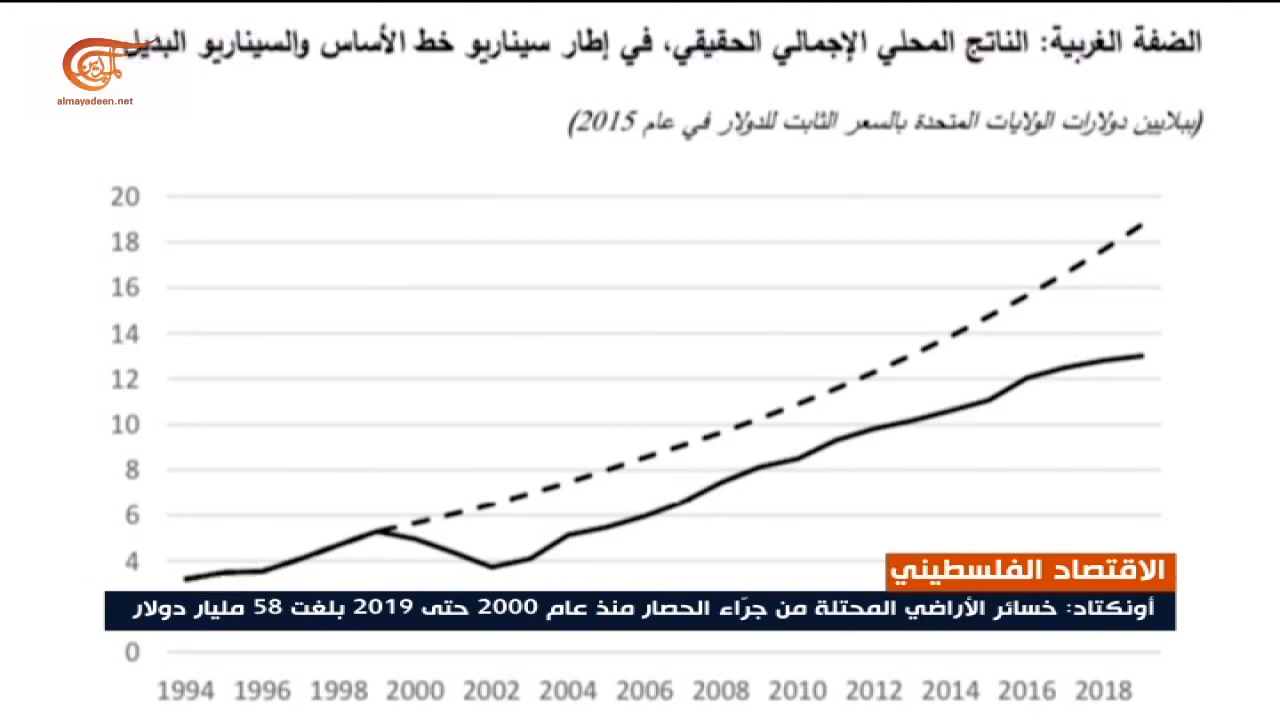 الضفة الغربية: الناتج المحلي الإجمالي الحقيقي، في إطار سيناريو خط الأساس والسيناريو البديل
الميادين
almayadeen.net
(ببلايين دولارات الولايات المتحدة بالسعر الثابت للدولار في عام 2015)
20
18
16
14
12
10
8
6
4
الاقتصاد الفلسطيني
أونكتاد: خسائر الأراضي المحتلة من جرّاء الحصار منذ عام 2000 حتى 2019 بلغت 58 مليار دولار
0
1994 1996 1998 2000 2002 2004 2006 2008 2010 2012 2014 2016 2018